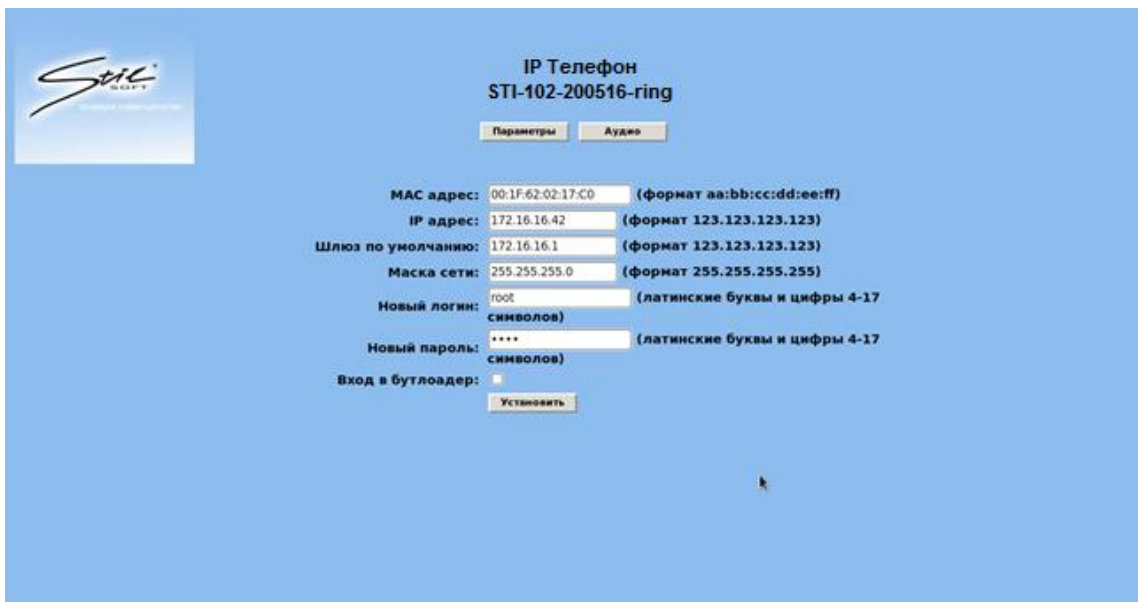 Stil
SOFT
IP Телефон
STI-102-200516-ring
Параметры Аудио
MAC адрес: 00:1F:62:02:17:C0 (формат aa:bb:cc:dd:ee:ff)
IP адрес: 172.16.16.42 (формат 123.123.123.123)
Шлюз по умолчанию: 172.16.16.1 (формат 123.123.123.123)
Маска сети: 255.255.255.0 (формат 255.255.255.255)
Новый логин: root (латинские буквы и цифры 4-17
символов)
Новый пароль: •••• (латинские буквы и цифры 4-17
символов)
Вход в бутлоадер:
Установить